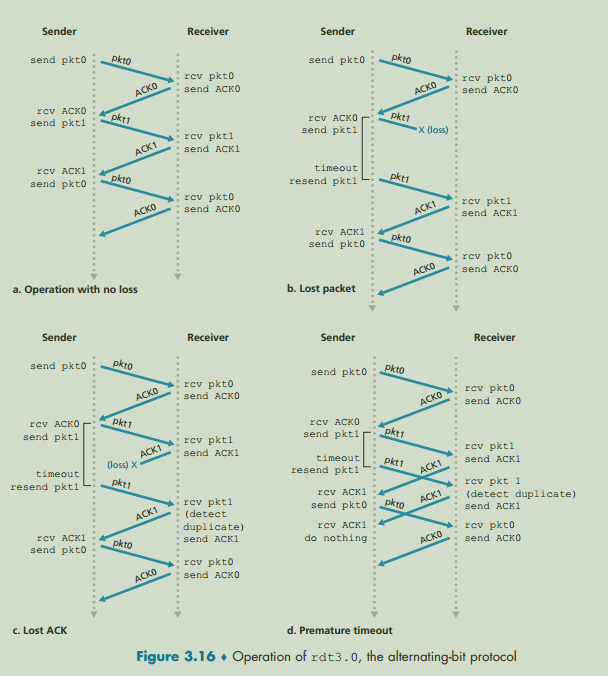 Sender Receiver
send pkt0 pkt0
rcv pkt0
ACK0 send ACK0
rcv ACK0
send pkt1 pkt1
rcv pkt1
ACK1 send ACK1
rcv ACK1
send pkt0 pkt0
rcv pkt0
ACK0 send ACK0
a. Operation with no loss
Sender Receiver
send pkt0 pkt0
rcv pkt0
ACK0 send ACK0
rcv ACK0 pkt1
send pkt1 X (loss)
timeout
resend pkt1 pkt1
rcv pkt1
ACK1 send ACK1
rcv ACK1
send pkt0 pkt0
rcv pkt0
ACK0 send ACK0
b. Lost packet
Sender Receiver
send pkt0 pkt0
rcv pkt0
ACK0 send ACK0
rcv ACK0
send pkt1 pkt1
rcv pkt1
ACK1 send ACK1
(loss) X
timeout
resend pkt1 pkt1
rcv pkt1
ACK1 (detect
duplicate)
rcv ACK1 send ACK1
send pkt0 pkt0
rcv pkt0
ACK0 send ACK0
c. Lost ACK
Sender Receiver
send pkt0 pkt0
rcv pkt0
ACK0 send ACK0
rcv ACK0
send pkt1 pkt1
rcv pkt1
timeout ACK1 send ACK1
resend pkt1 pkt1
rcv pkt 1
rcv ACK1 ACK1 (detect duplicate)
send pkt0 pkt0 send ACK1
rcv ACK1 rcv pkt0
do nothing ACK0 send ACK0
d. Premature timeout
Figure 3.16 ♦ Operation of rdt3.0, the alternating-bit protocol